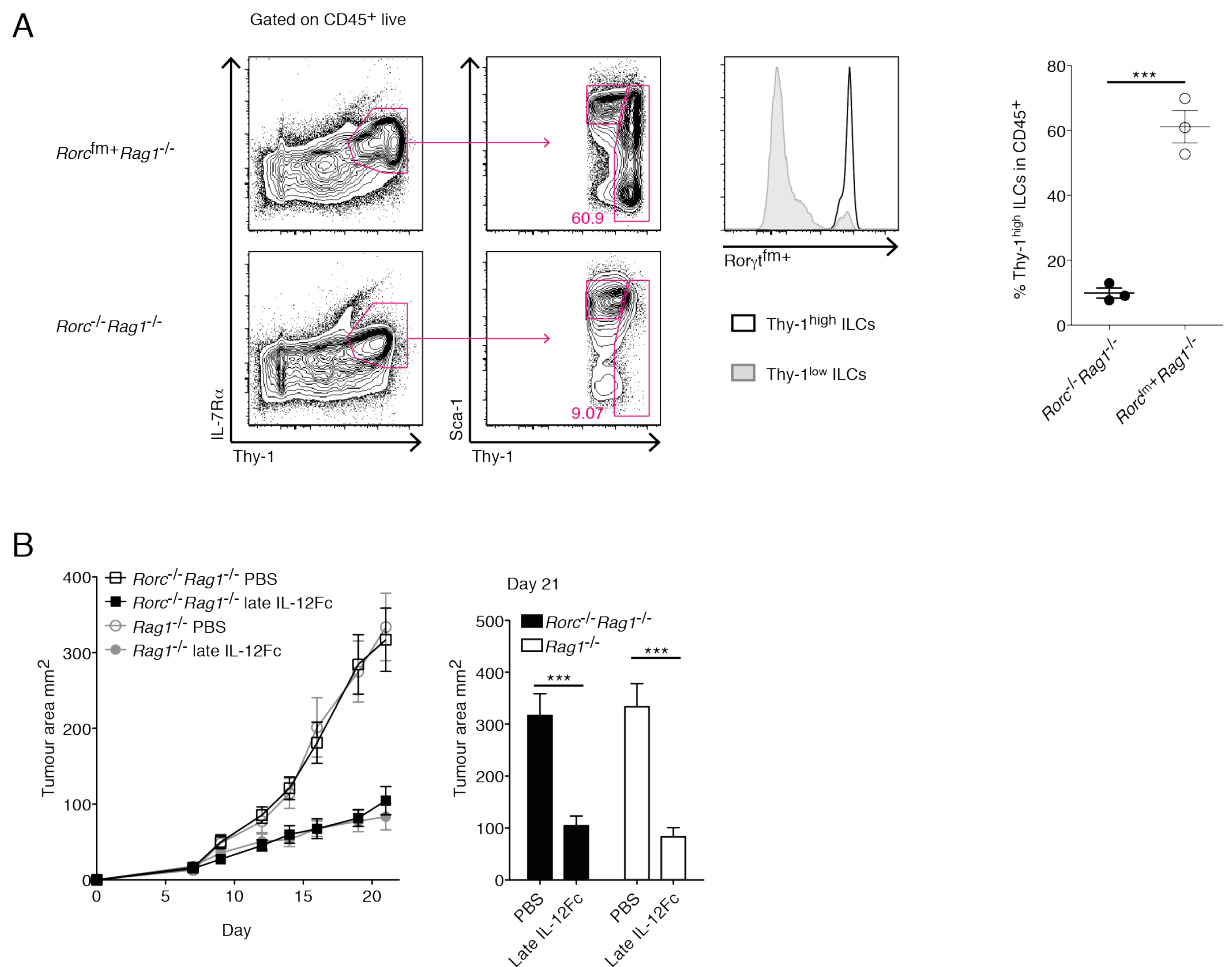 A
Gated on CD45+ live
Rorcfm+Rag1-/-
Rorc-/-Rag1-/-
IL-7Rα
Thy-1
Sca-1
Thy-1
60.9
9.07
Rorγtfm+
Thy-1high ILCs
Thy-1low ILCs
% Thy-1high ILCs in CD45+
80
60
40
20
0
***
Rorc-/-Rag1-/-
Rorcfm+Rag1-/-
B
Rorc-/-Rag1-/- PBS
Rorc-/-Rag1-/- late IL-12Fc
Rag1-/- PBS
Rag1-/- late IL-12Fc
Tumour area mm2
400
300
200
100
0
0 5 10 15 20
Day
Day 21
Rorc-/-Rag1-/-
Rag1-/-
Tumour area mm2
500
400
300
200
100
0
***
***
PBS
Late IL-12Fc
PBS
Late IL-12Fc